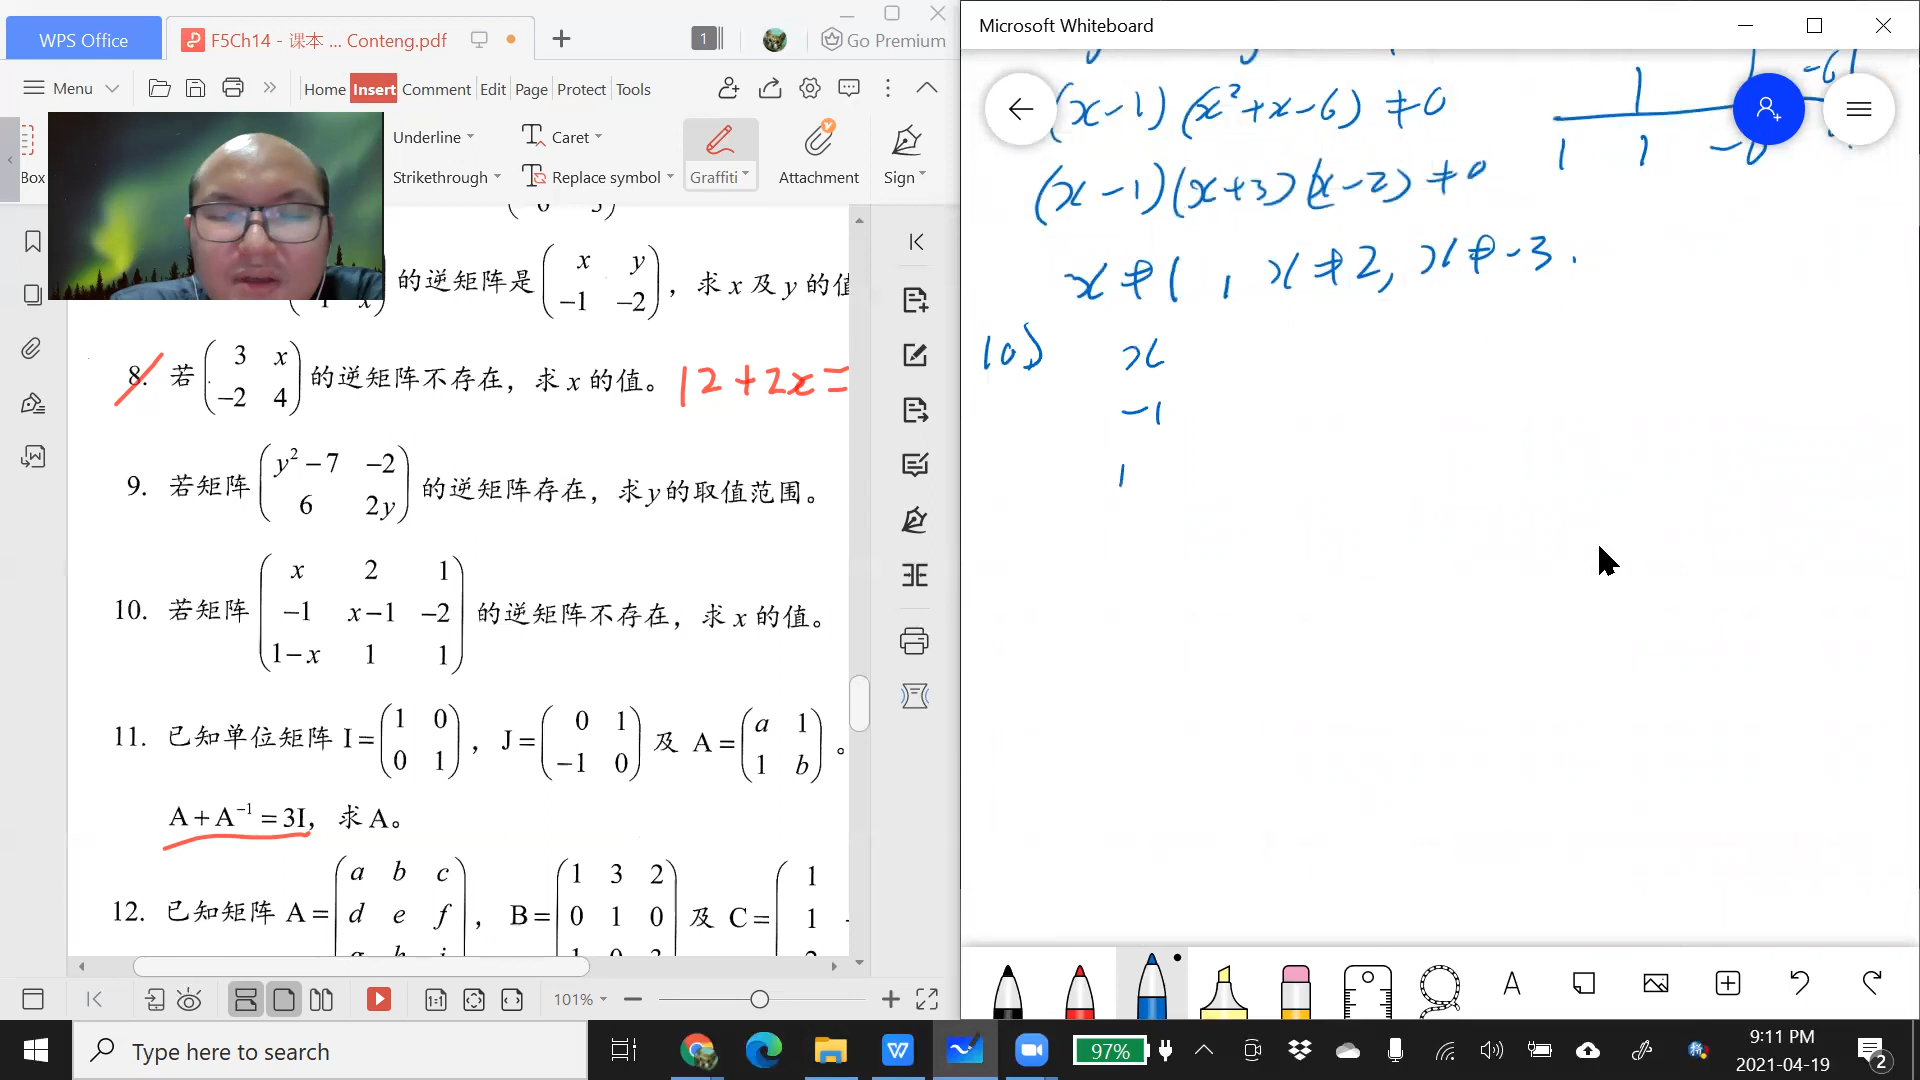 WPS Office
F5Ch14 - 课本 ... Conteng.pdf
1
Go Premium
Menu
Home Insert Comment Edit Page Protect Tools
Box
Underline
Strikethrough
Caret
Replace symbol
Graffiti
Attachment
Sign
的逆矩阵是 (x y
-1 -2), 求 x 及 y 的值
8. 若 (3 x
-2 4) 的逆矩阵不存在, 求 x 的值。 12+2x=
9. 若矩阵 (y² - 7 -2
6 2y) 的逆矩阵存在, 求y的取值范围。
10. 若矩阵 (x 2 1
-1 x-1 -2
1-x 1 1) 的逆矩阵不存在, 求 x 的值。
11. 已知单位矩阵 I = (1 0
0 1), J = (0 1
-1 0) 及 A = (a 1
1 b)。
A + A⁻¹ = 3I, 求 A。
12. 已知矩阵 A = (a b c
d e f
B = (1 3 2
0 1 0
及 C = (1
1
101%
Microsoft Whiteboard
(x-1)(x²+x-6) ≠0
(x-1)(x+3)(x-2) ≠0
x≠1, x≠2, x≠-3.
10) x
-1
1
1 1
Type here to search
97%
9:11 PM
2021-04-19
2